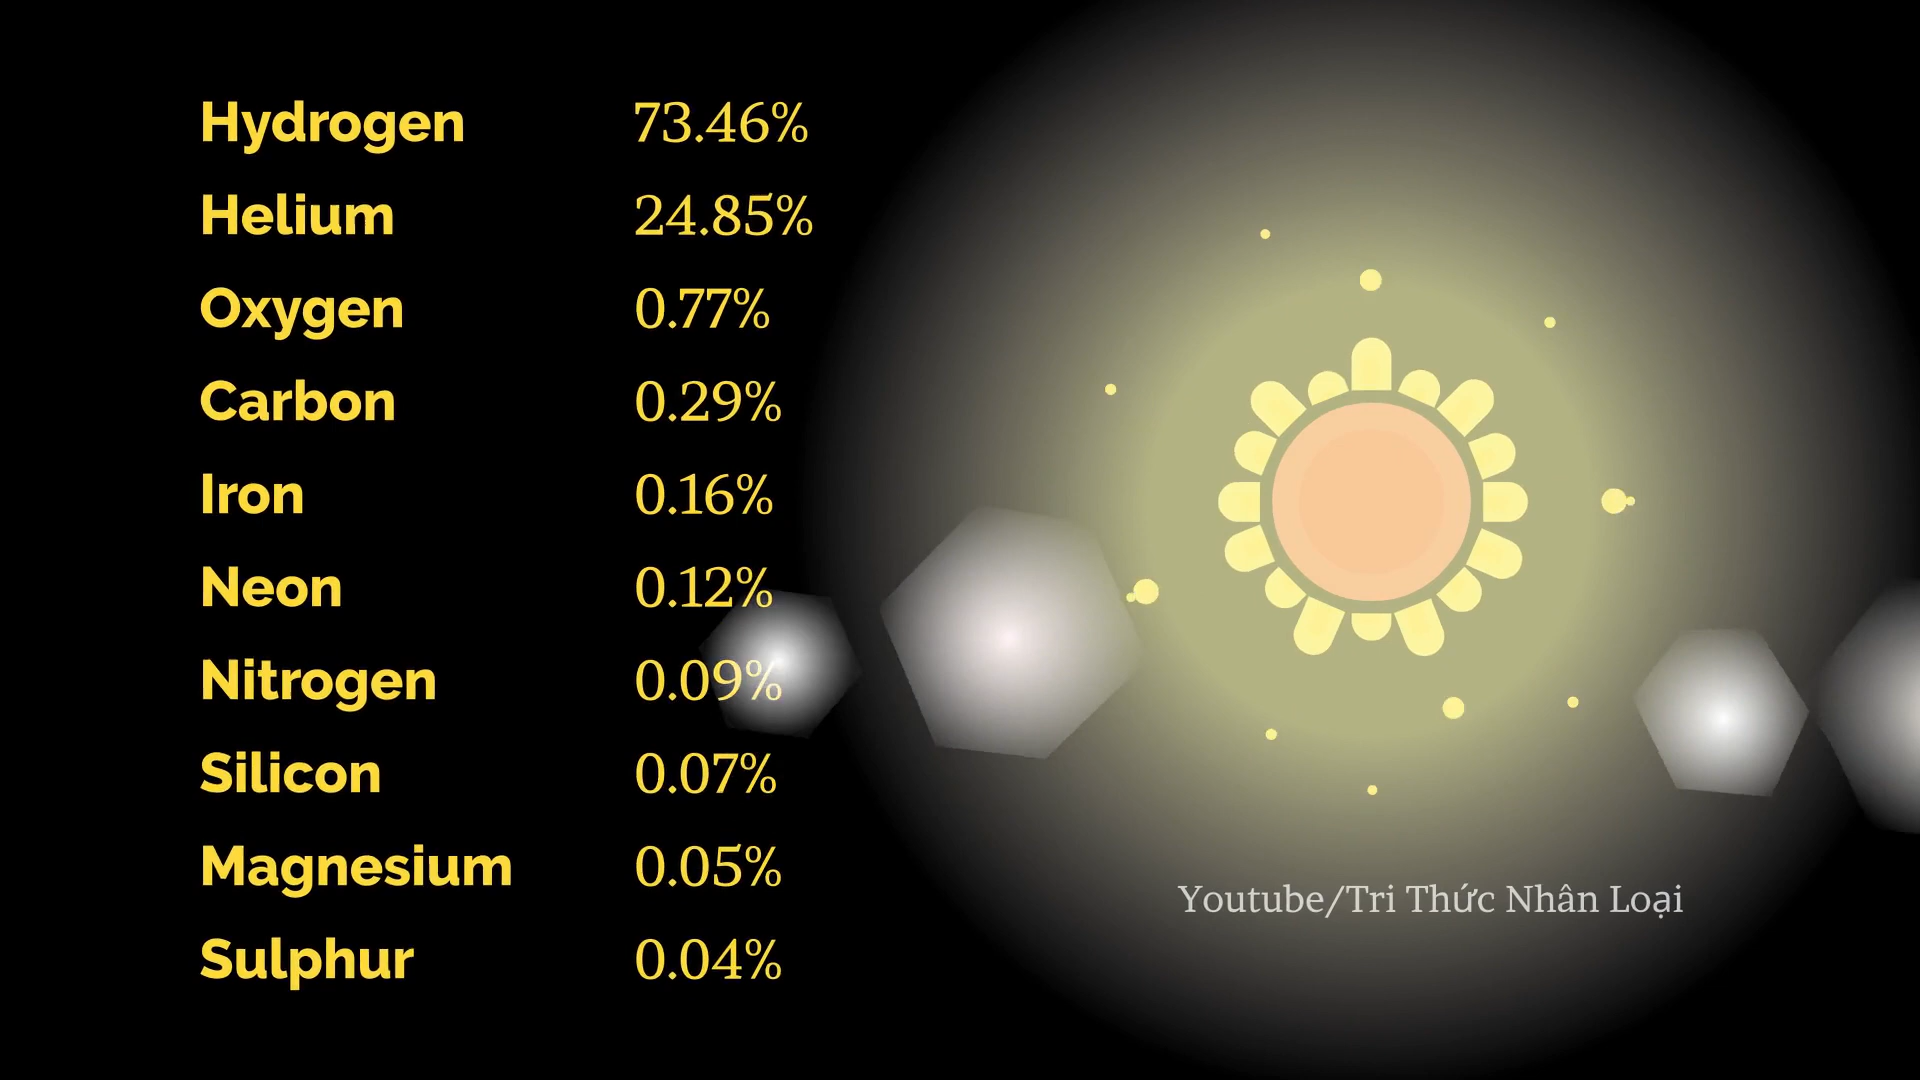 Hydrogen 73.46%
Helium 24.85%
Oxygen 0.77%
Carbon 0.29%
Iron 0.16%
Neon 0.12%
Nitrogen 0.09%
Silicon 0.07%
Magnesium 0.05%
Youtube/Tri Thức Nhân Loại
Sulphur 0.04%